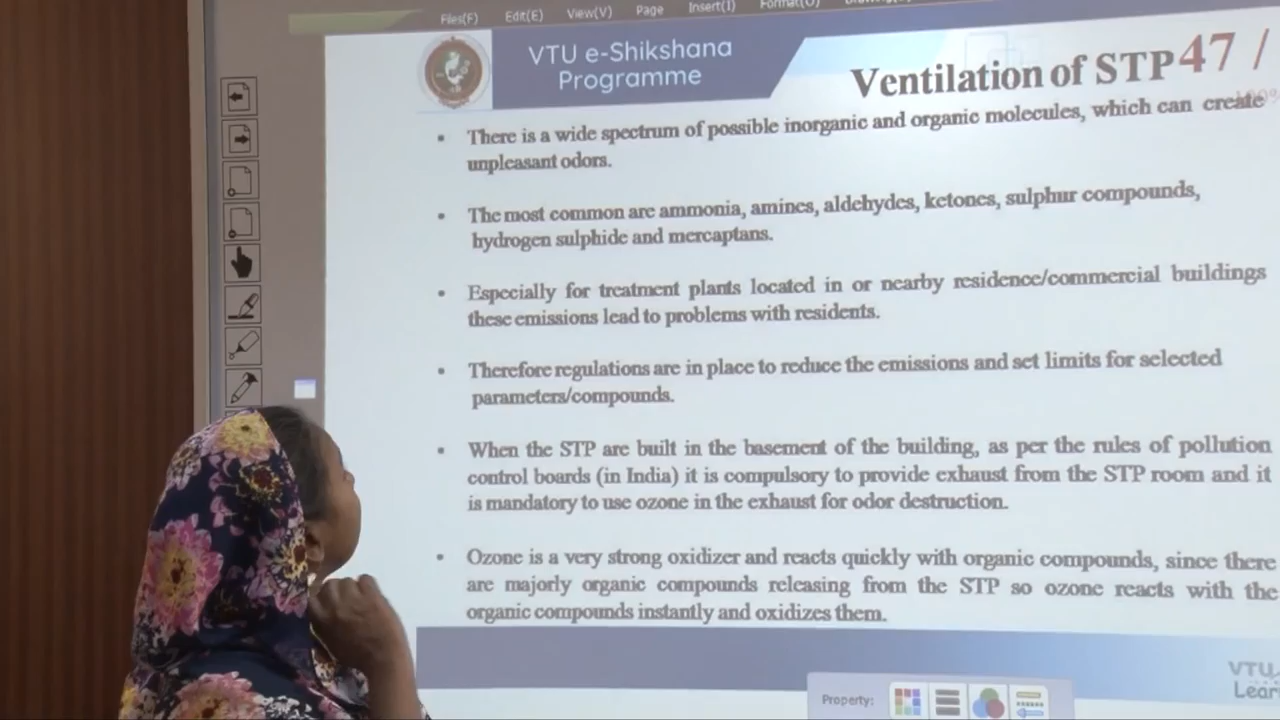 Files(F) Edit(E) View(V) Page Insert(I) Format(O)
VTU e-Shikshana
Programme
Ventilation of STP 47 /
100%
▪ There is a wide spectrum of possible inorganic and organic molecules, which can create
unpleasant odors.
▪ The most common are ammonia, amines, aldehydes, ketones, sulphur compounds,
hydrogen sulphide and mercaptans.
▪ Especially for treatment plants located in or nearby residence/commercial buildings
these emissions lead to problems with residents.
▪ Therefore regulations are in place to reduce the emissions and set limits for selected
parameters/compounds.
▪ When the STP are built in the basement of the building, as per the rules of pollution
control boards (in India) it is compulsory to provide exhaust from the STP room and it
is mandatory to use ozone in the exhaust for odor destruction.
• Ozone is a very strong oxidizer and reacts quickly with organic compounds, since there
are majorly organic compounds releasing from the STP so ozone reacts with the
organic compounds instantly and oxidizes them.
VTU
Lear
Property: